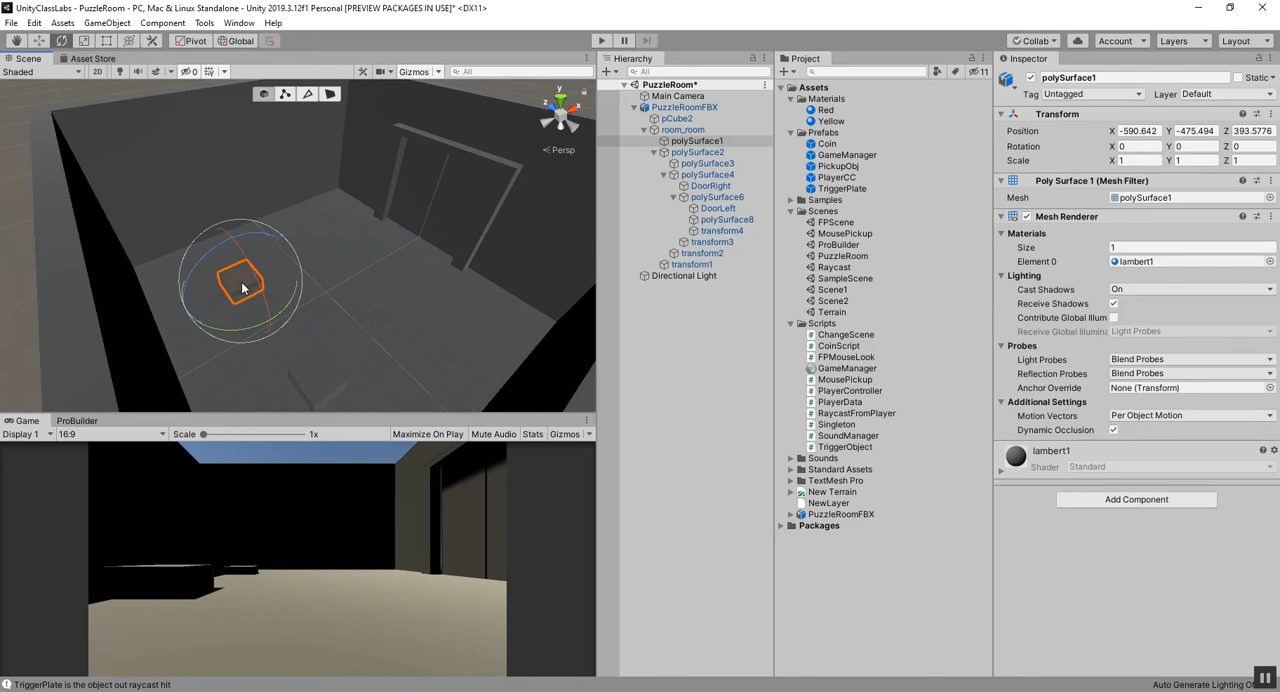 UnityClassLabs - PuzzleRoom - PC, Mac & Linux Standalone - Unity 2019.3.12f1 Personal [PREVIEW PACKAGES IN USE]* <DX11>
File Edit Assets GameObject Component Tools Window Help
Pivot Global Collab Account Layers Layout
Scene Asset Store
Shaded 2D 0 Gizmos All
y
z x
Persp
Game ProBuilder
Display 1 16:9 Scale 1x Maximize On Play Mute Audio Stats Gizmos
TriggerPlate is the object out raycast hit
Hierarchy
All
PuzzleRoom*
Main Camera
PuzzleRoomFBX
pCube2
room_room
polySurface1
polySurface2
polySurface3
polySurface4
DoorRight
polySurface6
DoorLeft
polySurface8
transform4
transform3
transform2
transform1
Directional Light
Project
11
Assets
Materials
Red
Yellow
Prefabs
Coin
GameManager
PickupObj
PlayerCC
TriggerPlate
Samples
Scenes
FPScene
MousePickup
ProBuilder
PuzzleRoom
Raycast
SampleScene
Scene1
Scene2
Terrain
Scripts
ChangeScene
CoinScript
FPMouseLook
GameManager
MousePickup
PlayerController
PlayerData
RaycastFromPlayer
Singleton
SoundManager
TriggerObject
Sounds
Standard Assets
TextMesh Pro
New Terrain
NewLayer
PuzzleRoomFBX
Packages
Inspector
polySurface1 Static
Tag Untagged Layer Default
Transform
Position X -590.642 Y -475.494 Z 393.5776
Rotation X 0 Y 0 Z 0
Scale X 1 Y 1 Z 1
Poly Surface 1 (Mesh Filter)
Mesh polySurface1
Mesh Renderer
Materials
Size 1
Element 0 lambert1
Lighting
Cast Shadows On
Receive Shadows
Contribute Global Illum
Receive Global Illumina Light Probes
Probes
Light Probes Blend Probes
Reflection Probes Blend Probes
Anchor Override None (Transform)
Additional Settings
Motion Vectors Per Object Motion
Dynamic Occlusion
lambert1
Shader Standard
Add Component
Auto Generate Lighting O